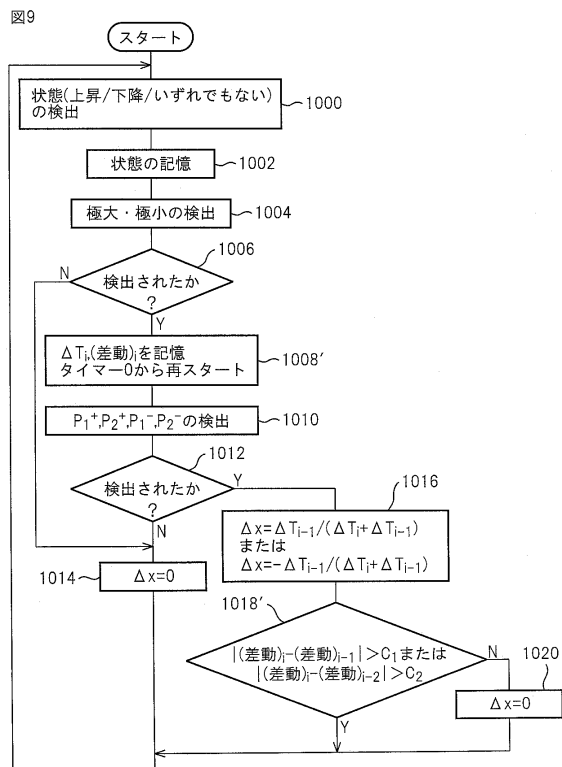 図9
スタート
状態(上昇/下降/いずれでもない)
の検出
1000
状態の記憶
1002
極大・極小の検出
1004
1006
検出されたか
?
N
Y
ΔTi,(差動)iを記憶
タイマー0から再スタート
1008′
P1+,P2+,P1-,P2-の検出
1010
1012
検出されたか
?
Y
N
1016
Δx=ΔTi-1/(ΔTi+ΔTi-1)
または
Δx=-ΔTi-1/(ΔTi+ΔTi-1)
1014
Δx=0
1018′
|(差動)i-(差動)i-1|>C1または
|(差動)i-(差動)i-2|>C2
N
Y
1020
Δx=0